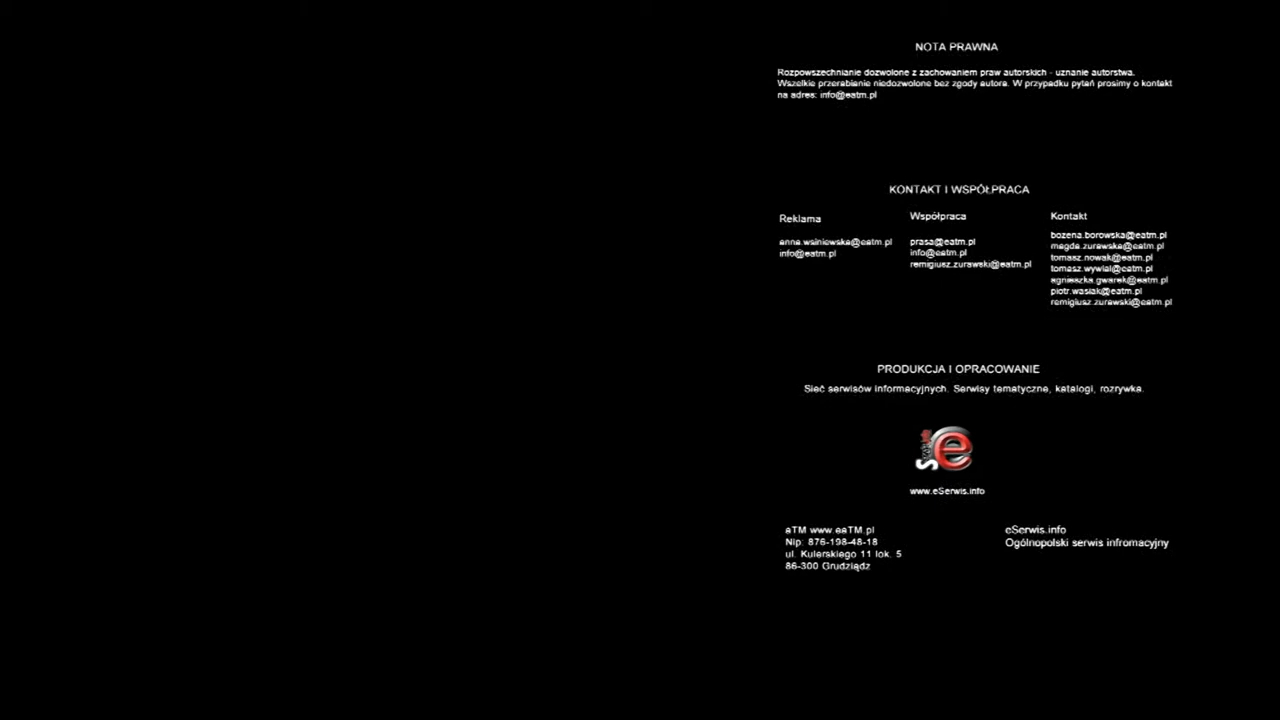 NOTA PRAWNA
Rozpowszechnianie dozwolone z zachowaniem praw autorskich - uznanie autorstwa.
Wszelkie przerabianie niedozwolone bez zgody autora. W przypadku pytań prosimy o kontakt
na adres: info@eatm.pl
KONTAKT I WSPÓŁPRACA
Reklama
anna.wsiniewska@eatm.pl
info@eatm.pl
Współpraca
prasa@eatm.pl
info@eatm.pl
remigiusz.zurawski@eatm.pl
Kontakt
bozena.borowska@eatm.pl
magda.zurawska@eatm.pl
tomasz.nowak@eatm.pl
tomasz.wywial@eatm.pl
agnieszka.gwarek@eatm.pl
piotr.wasiak@eatm.pl
remigiusz.zurawski@eatm.pl
PRODUKCJA I OPRACOWANIE
Sieć serwisów informacyjnych. Serwisy tematyczne, katalogi, rozrywka.
e
www.eSerwis.info
eTM www.eaTM.pl
Nip: 876-198-48-18
ul. Kulerskiego 11 lok. 5
86-300 Grudziądz
eSerwis.info
Ogólnopolski serwis infromacyjny